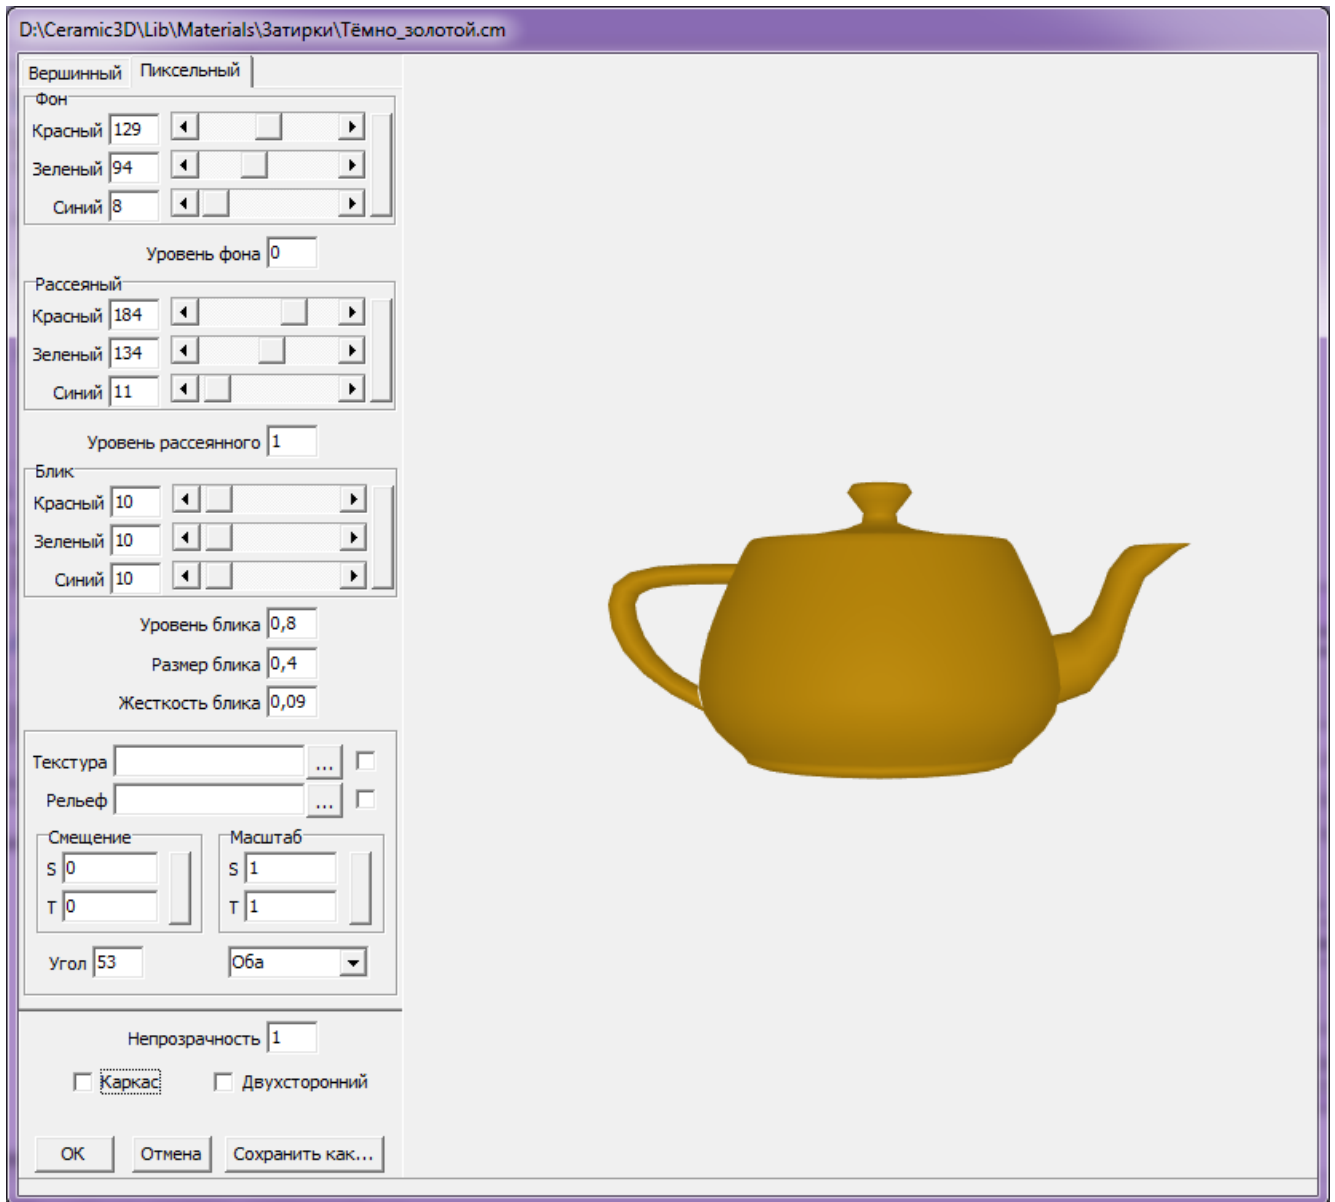 D:\Ceramic3D\Lib\Materials\Затирки\Тёмно_золотой.cm
Вершинный Пиксельный
Фон
Красный 129
Зеленый 94
Синий 8
Уровень фона 0
Рассеяный
Красный 184
Зеленый 134
Синий 11
Уровень рассеянного 1
Блик
Красный 10
Зеленый 10
Синий 10
Уровень блика 0,8
Размер блика 0,4
Жесткость блика 0,09
Текстура ...
Рельеф ...
Смещение Масштаб
S 0 S 1
T 0 T 1
Угол 53 Оба
Непрозрачность 1
Каркас Двухсторонний
ОК Отмена Сохранить как...